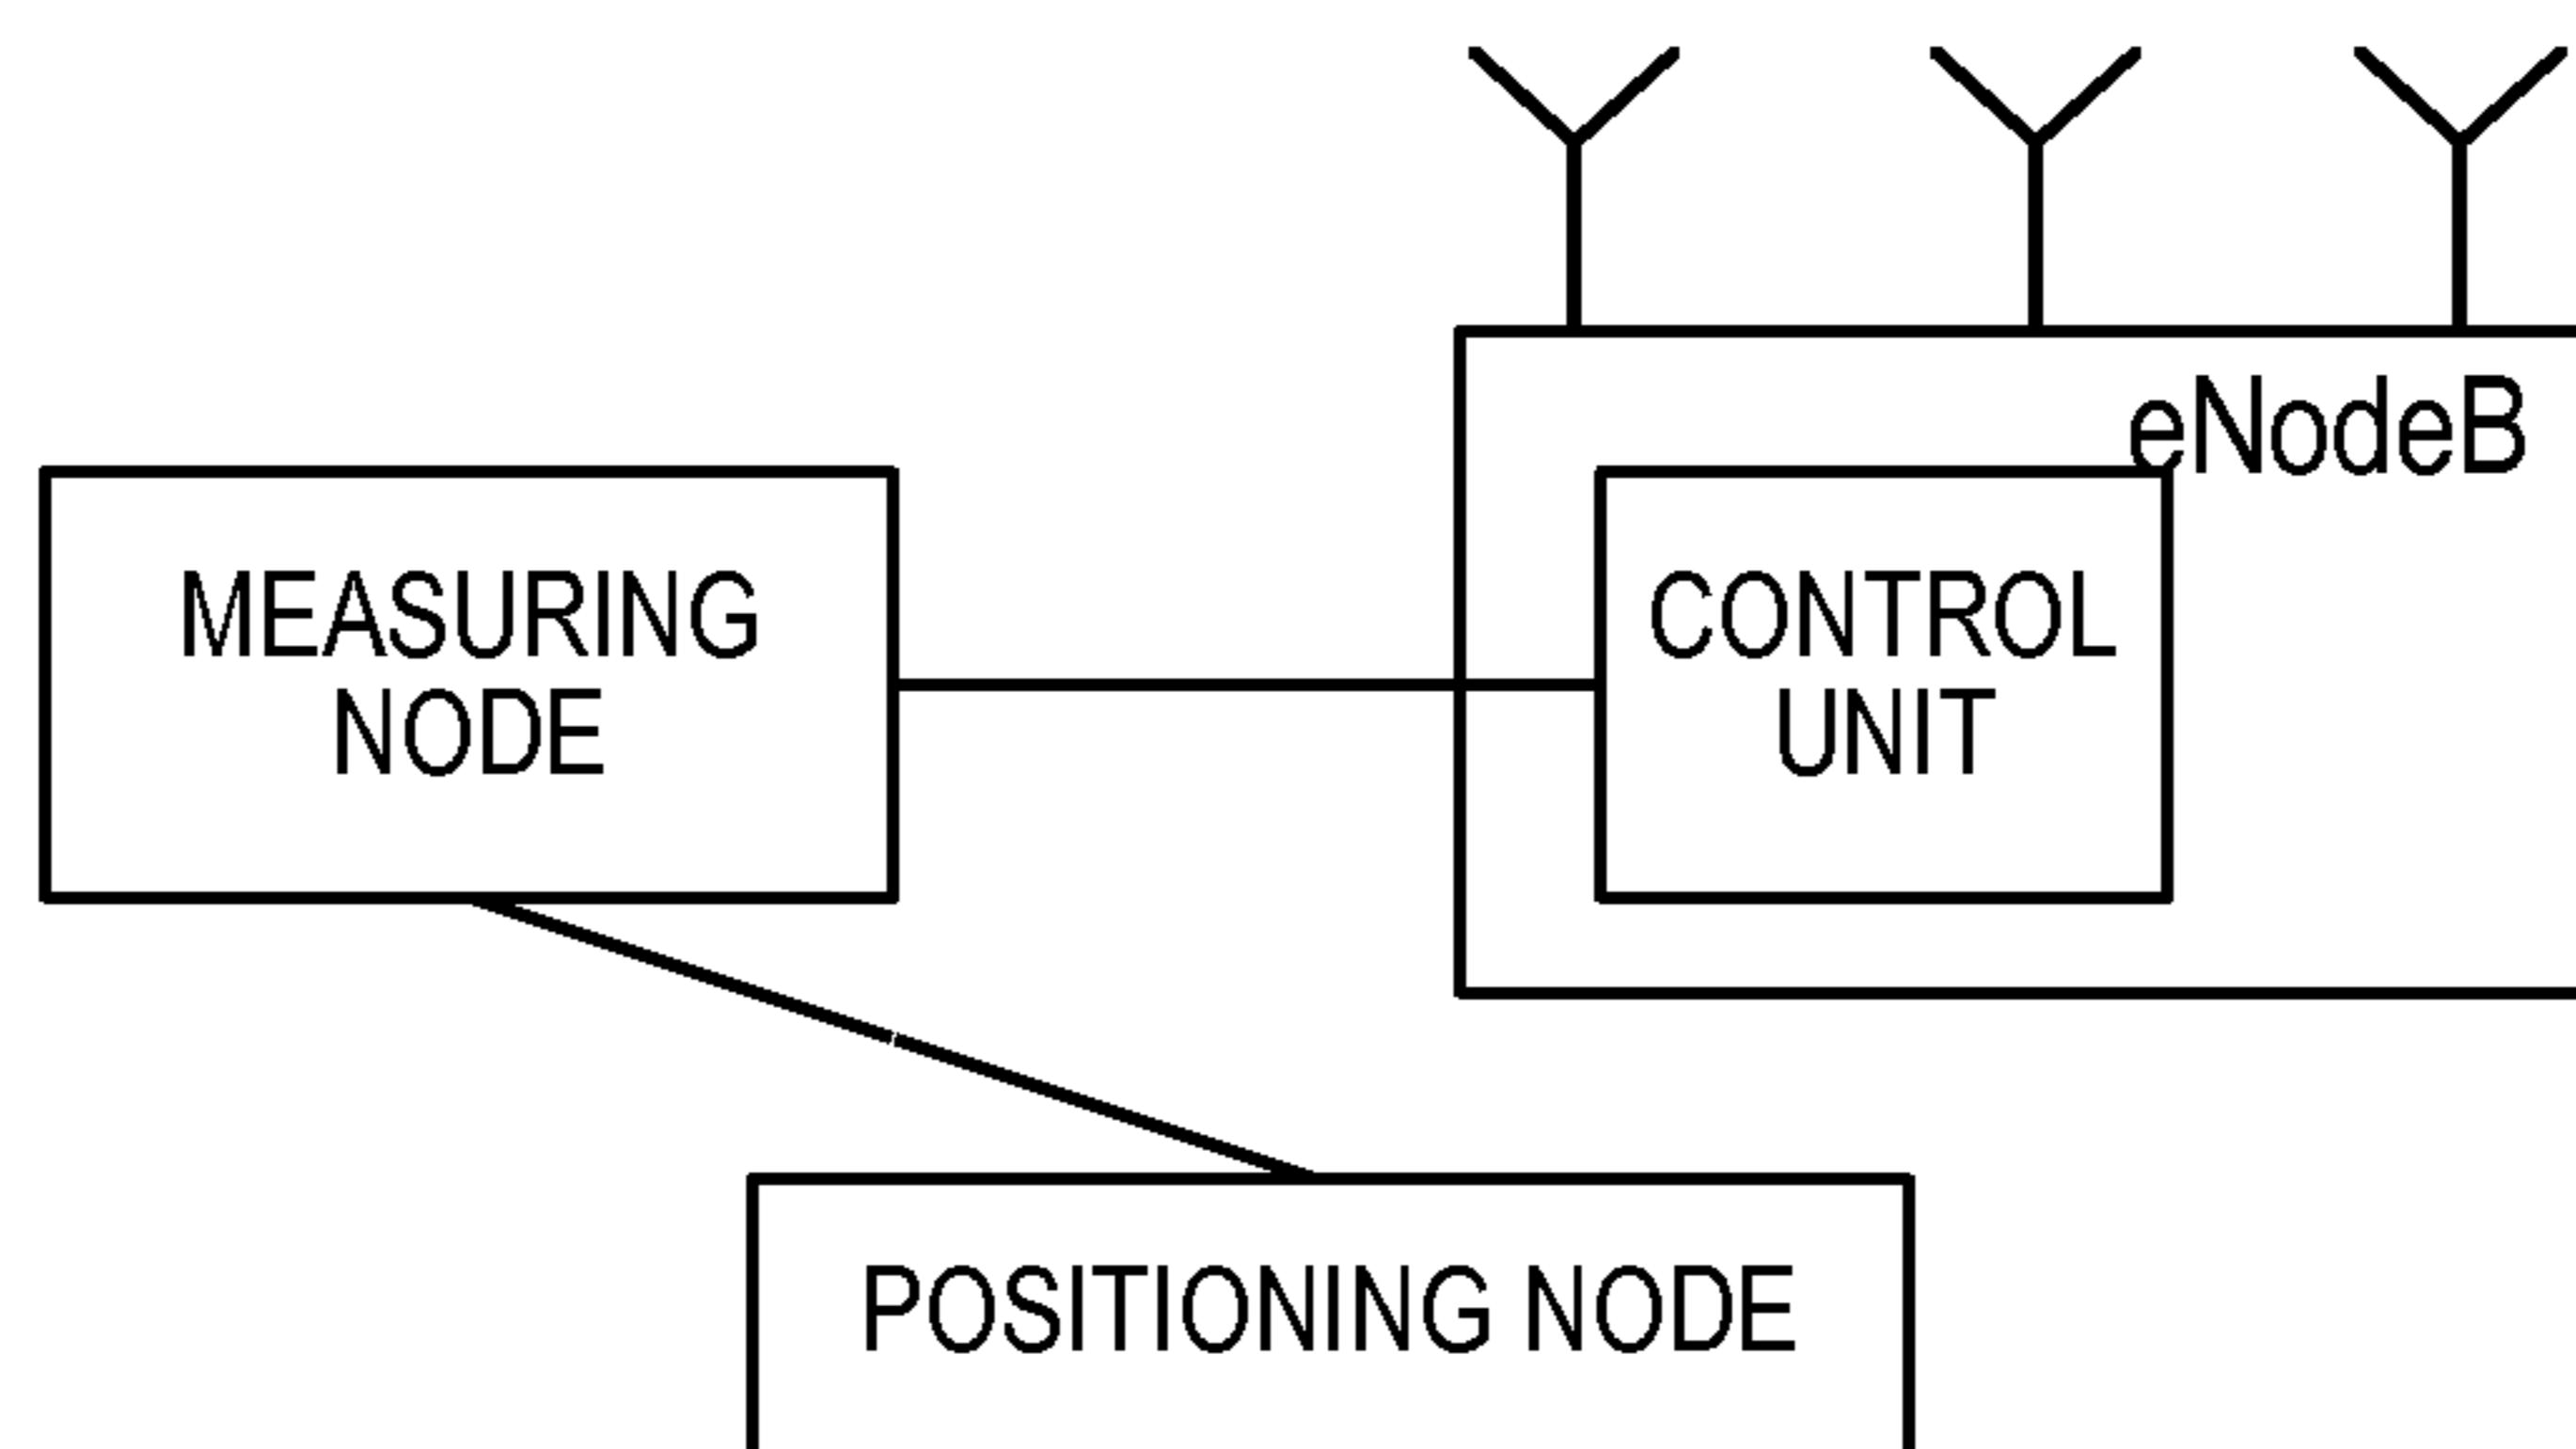 eNodeB
MEASURING
NODE
CONTROL
UNIT
POSITIONING NODE